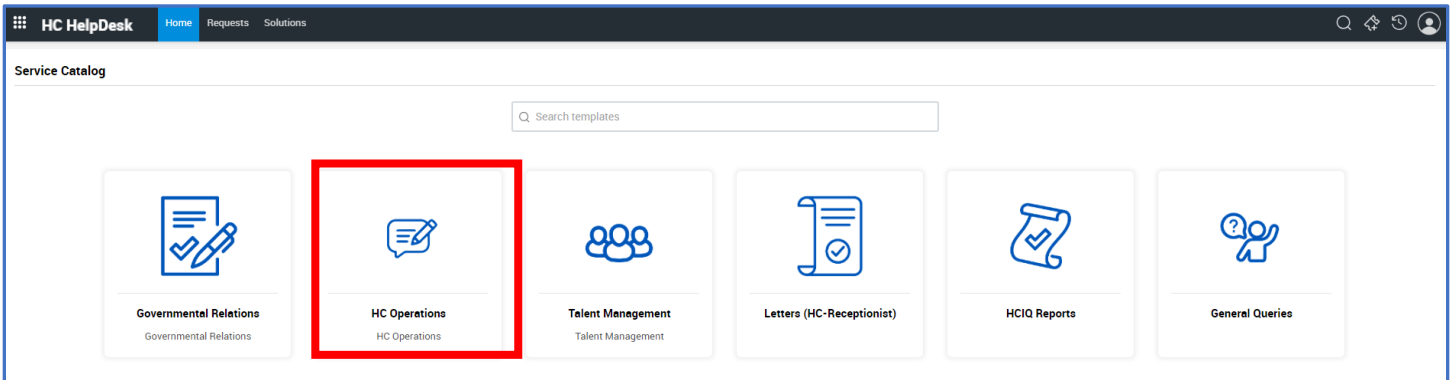 HC HelpDesk Home Requests Solutions
Service Catalog
Search templates
Governmental Relations HC Operations Talent Management Letters (HC-Receptionist) HCIQ Reports General Queries
Governmental Relations HC Operations Talent Management